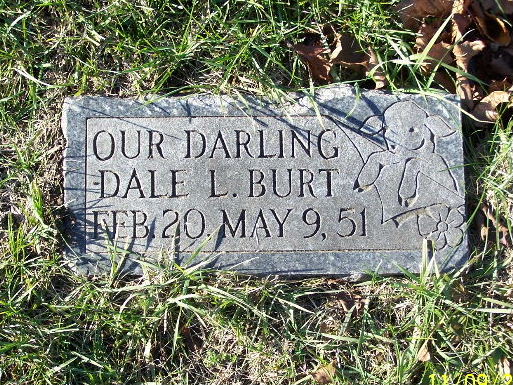 OUR DARLING
DALE L. BURT
FEB. 20. MAY 9, 51